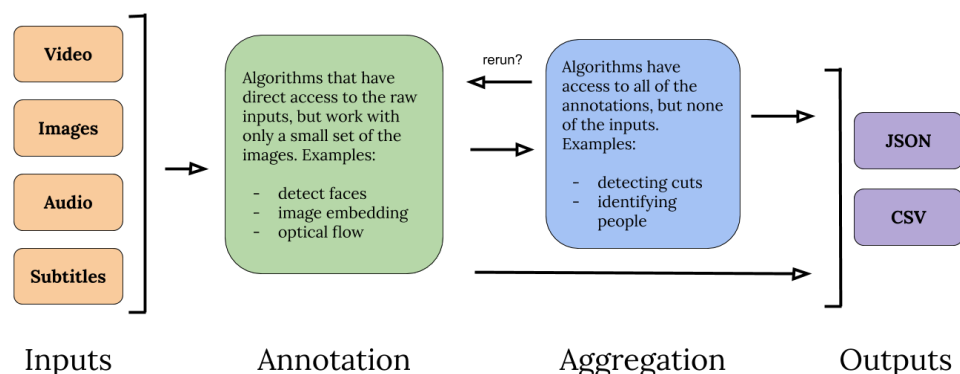 Video
Images
Audio
Subtitles
Algorithms that have
direct access to the raw
inputs, but work with
only a small set of the
images. Examples:
- detect faces
- image embedding
- optical flow
rerun?
Algorithms have
access to all of the
annotations, but none
of the inputs.
Examples:
- detecting cuts
- identifying
people
JSON
CSV
Inputs
Annotation
Aggregation
Outputs